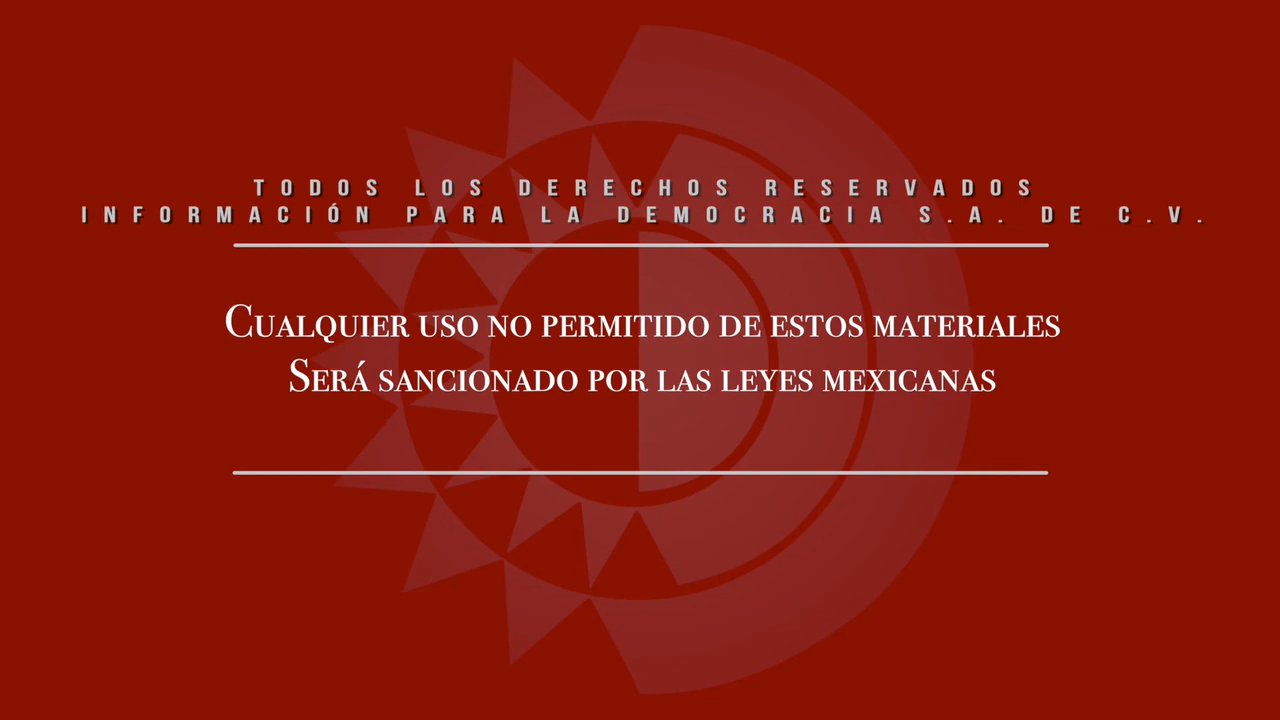 TODOS LOS DERECHOS RESERVADOS
INFORMACIÓN PARA LA DEMOCRACIA S.A. DE C.V.
CUALQUIER USO NO PERMITIDO DE ESTOS MATERIALES
SERÁ SANCIONADO POR LAS LEYES MEXICANAS